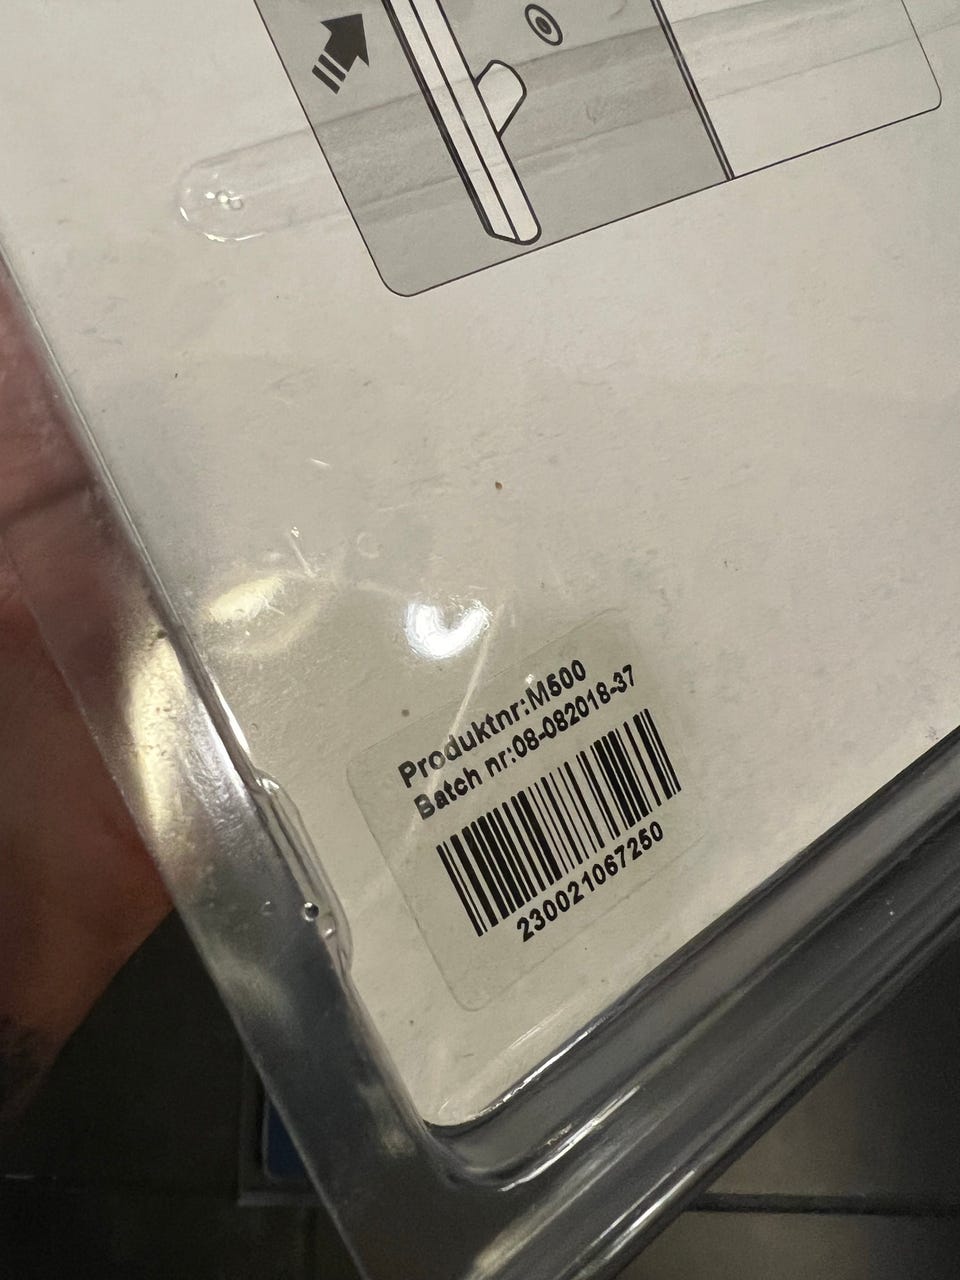 Produktnr:M500
Batch nr:08-082018-37
230021067250